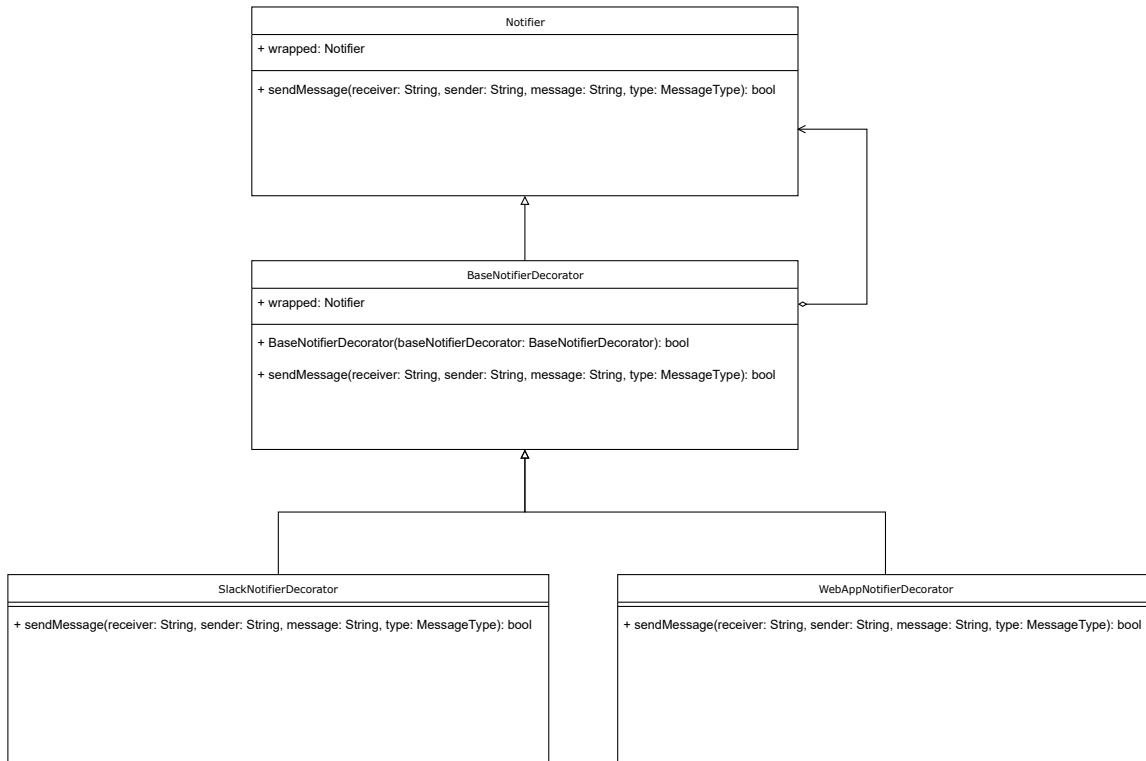 Notifier
+ wrapped: Notifier
+ sendMessage(receiver: String, sender: String, message: String, type: MessageType): bool
BaseNotifierDecorator
+ wrapped: Notifier
+ BaseNotifierDecorator(baseNotifierDecorator: BaseNotifierDecorator): bool
+ sendMessage(receiver: String, sender: String, message: String, type: MessageType): bool
SlackNotifierDecorator
+ sendMessage(receiver: String, sender: String, message: String, type: MessageType): bool
WebAppNotifierDecorator
+ sendMessage(receiver: String, sender: String, message: String, type: MessageType): bool